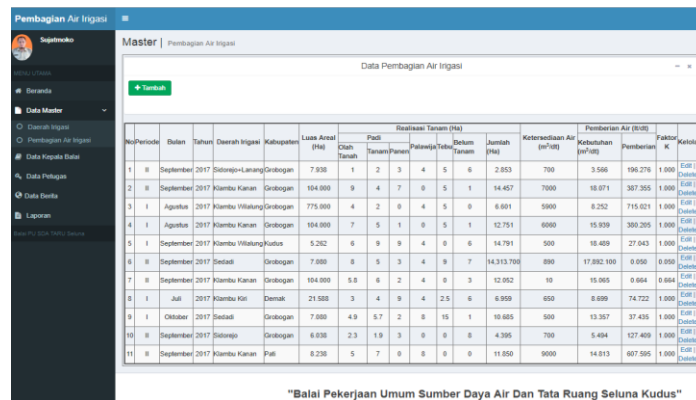 Pembagian Air Irigasi
Sujatmoko
MENU UTAMA
Beranda
Data Master
Daerah Irigasi
Pembagian Air Irigasi
Data Kepala Balai
Data Petugas
Data Berita
Laporan
Balai PU SDA TARU Seluna
Master | Pembagian Air Irigasi
Data Pembagian Air Irigasi
+ Tambah
No Periode Bulan Tahun Daerah Irigasi Kabupaten Luas Areal (Ha) Realisasi Tanam (Ha) Ketersediaan Air (m³/dt) Pemberian Air (lt/dt) Faktor K Kelola
Padi Palawija Tebu Belum Tanam Jumlah (Ha) Kebutuhan (m³/dt) Pemberian
Olah Tanah Tanam Panen
1 II September 2017 Sidorejo+Lanang Grobogan 7.938 1 2 3 4 5 6 2.853 700 3.566 196.276 1.000 Edit | Delete
2 II September 2017 Klambu Kanan Grobogan 104.000 9 4 7 0 5 1 14.457 7000 18.071 387.355 1.000 Edit | Delete
3 I Agustus 2017 Klambu Wilalung Grobogan 775.000 4 2 0 4 5 0 6.601 5900 8.252 715.021 1.000 Edit | Delete
4 I Agustus 2017 Klambu Kanan Grobogan 104.000 7 5 1 0 5 1 12.751 6060 15.939 380.205 1.000 Edit | Delete
5 I September 2017 Klambu Wilalung Kudus 5.262 6 9 9 4 0 6 14.791 500 18.489 27.043 1.000 Edit | Delete
6 II September 2017 Sedadi Grobogan 7.080 8 5 3 4 9 7 14,313.700 890 17,892.100 0.050 0.050 Edit | Delete
7 II September 2017 Klambu Kanan Grobogan 104.000 5.8 6 2 4 0 3 12.052 10 15.065 0.664 0.664 Edit | Delete
8 I Juli 2017 Klambu Kiri Demak 21.588 3 4 9 4 2.5 6 6.959 650 8.699 74.722 1.000 Edit | Delete
9 I Oktober 2017 Sedadi Grobogan 7.080 4.9 5.7 2 8 15 1 10.685 500 13.357 37.435 1.000 Edit | Delete
10 II September 2017 Sidorejo Grobogan 6.038 2.3 1.9 3 0 0 8 4.395 700 5.494 127.409 1.000 Edit | Delete
11 II September 2017 Klambu Kanan Pati 8.238 5 7 0 8 0 0 11.850 9000 14.813 607.595 1.000 Edit | Delete
"Balai Pekerjaan Umum Sumber Daya Air Dan Tata Ruang Seluna Kudus"